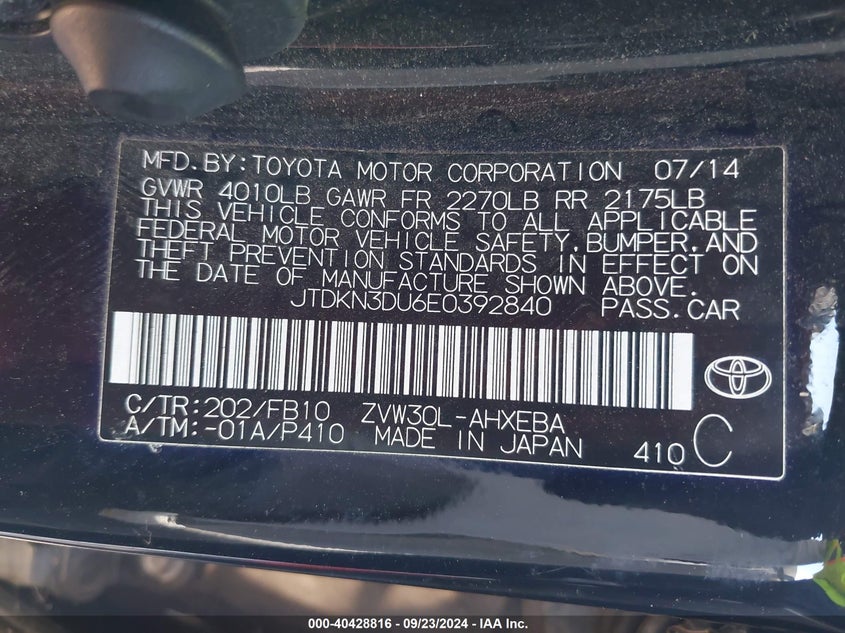 MFD.BY:TOYOTA MOTOR CORPORATION 07/14
GVWR 4010LB GAWR FR 2270LB RR 2175LB
THIS VEHICLE CONFORMS TO ALL APPLICABLE
FEDERAL MOTOR VEHICLE SAFETY,BUMPER,AND
THEFT PREVENTION STANDARDS IN EFFECT ON
THE DATE OF MANUFACTURE SHOWN ABOVE.
JTDKN3DU6E0392840 PASS.CAR
C/TR:202/FB10 ZVW30L-AHXEBA
A/TM:-01A/P410 MADE IN JAPAN 410 C
000-40428816 - 09/23/2024 - IAA Inc.